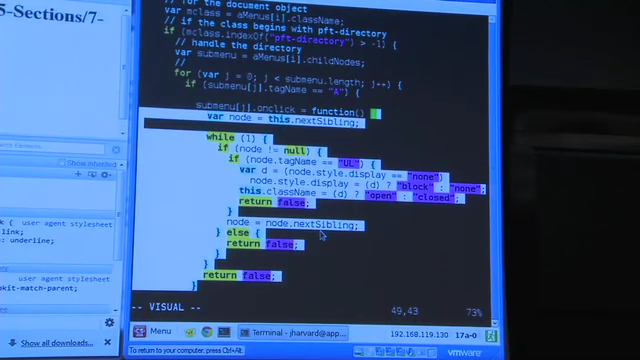 5-Sections/7-
// for the document object
var mclass = aMenus[i].className;
// if the class begins with pft-directory
if (mclass.indexOf("pft-directory") > -1) {
// handle the directory
var submenu = aMenus[i].childNodes;
//
for (var j = 0; j < submenu.length; j++) {
if (submenu[j].tagName == "A") {
submenu[j].onclick = function() {
var node = this.nextSibling;
while (1) {
if (node != null) {
if (node.tagName == "UL") {
var d = (node.style.display == "none")
node.style.display = (d) ? "block" : "none";
this.className = (d) ? "open" : "closed";
return false;
}
node = node.nextSibling;
} else {
return false;
}
}
return false;
}
-- VISUAL --
49,43
73%
Search Elements
Show inherited
{ user agent stylesheet
link;
: underline;
user agent stylesheet
kit-match-parent;
Show all downloads...
Menu
Terminal - jharvard@app...
192.168.119.130
17a-0
To return to your computer, press Ctrl+Alt.
vmware